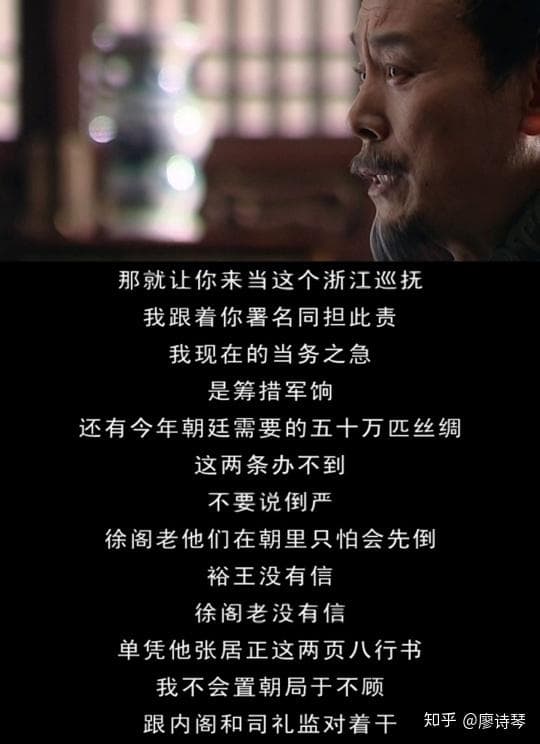 那就让你来当这个浙江巡抚
我跟着你署名同担此责
我现在的当务之急
是筹措军饷
还有今年朝廷需要的五十万匹丝绸
这两条办不到
不要说倒严
徐阁老他们在朝里只怕会先倒
裕王没有信
徐阁老没有信
单凭他张居正这两页八行书
我不会置朝局于不顾
跟内阁和司礼监对着干
知乎 @廖诗琴